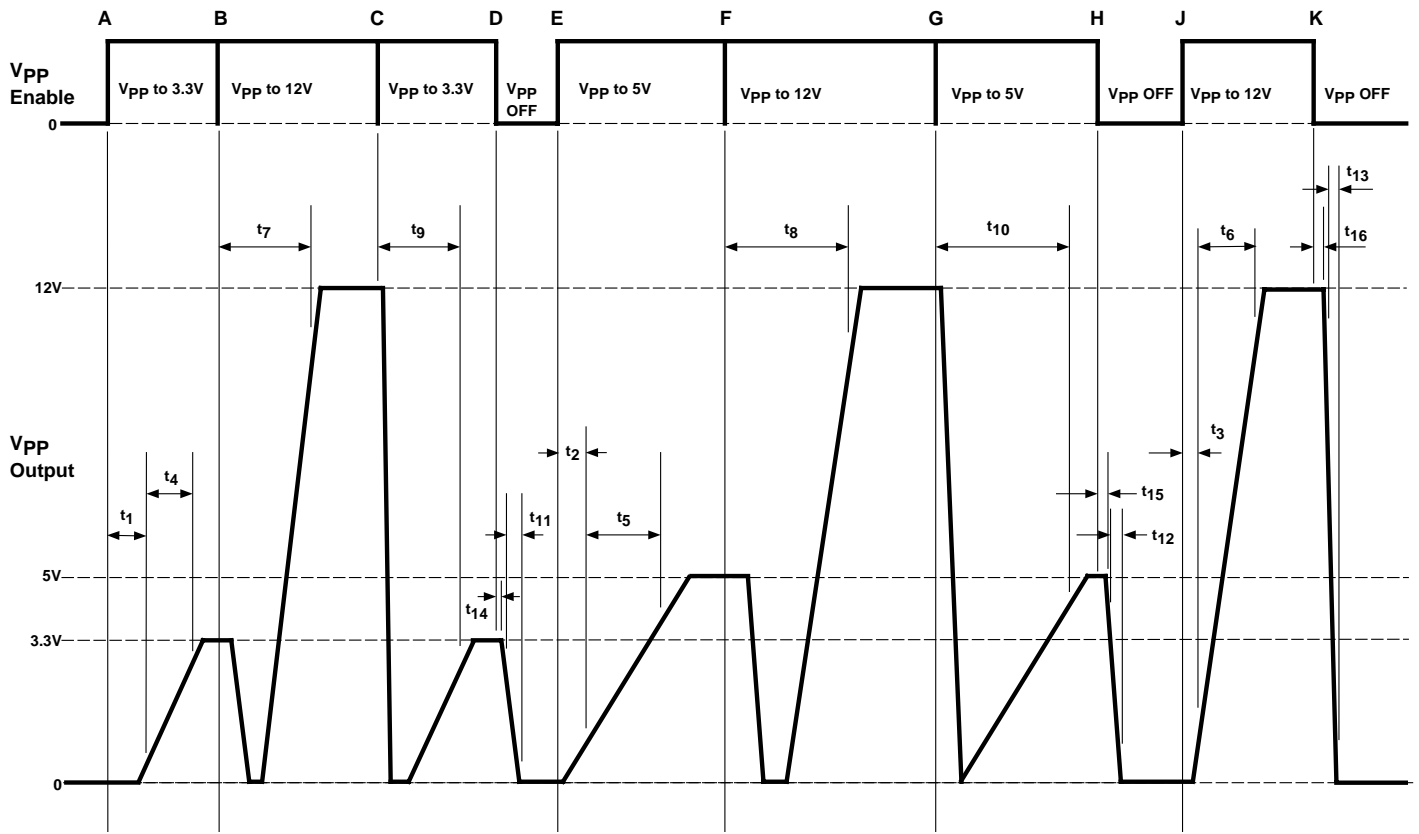 A B C D E F G H J K
VPP
Enable
VPP to 3.3V
VPP to 12V
VPP to 3.3V
VPP
OFF
VPP to 5V
VPP to 12V
VPP to 5V
VPP OFF
VPP to 12V
VPP OFF
0
t13
t7
t9
t8
t10
t6
t16
12V
VPP
Output
t4
t2
t3
t1
t11
t5
t15
t12
5V
t14
3.3V
0